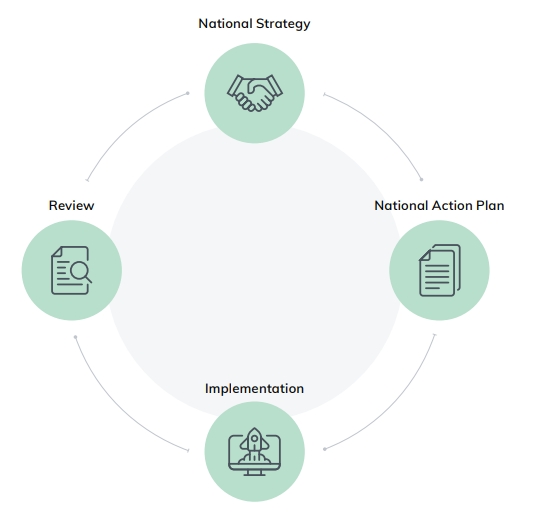 National Strategy
Review
National Action Plan
Implementation